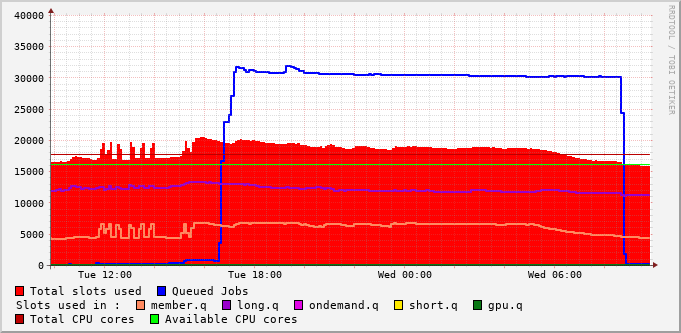 40000
35000
30000
25000
20000
15000
10000
5000
0
Tue 12:00 Tue 18:00 Wed 00:00 Wed 06:00
RRDTOOL / TOBI OETIKER
Total slots used Queued Jobs
Slots used in : member.q long.q ondemand.q short.q gpu.q
Total CPU cores Available CPU cores